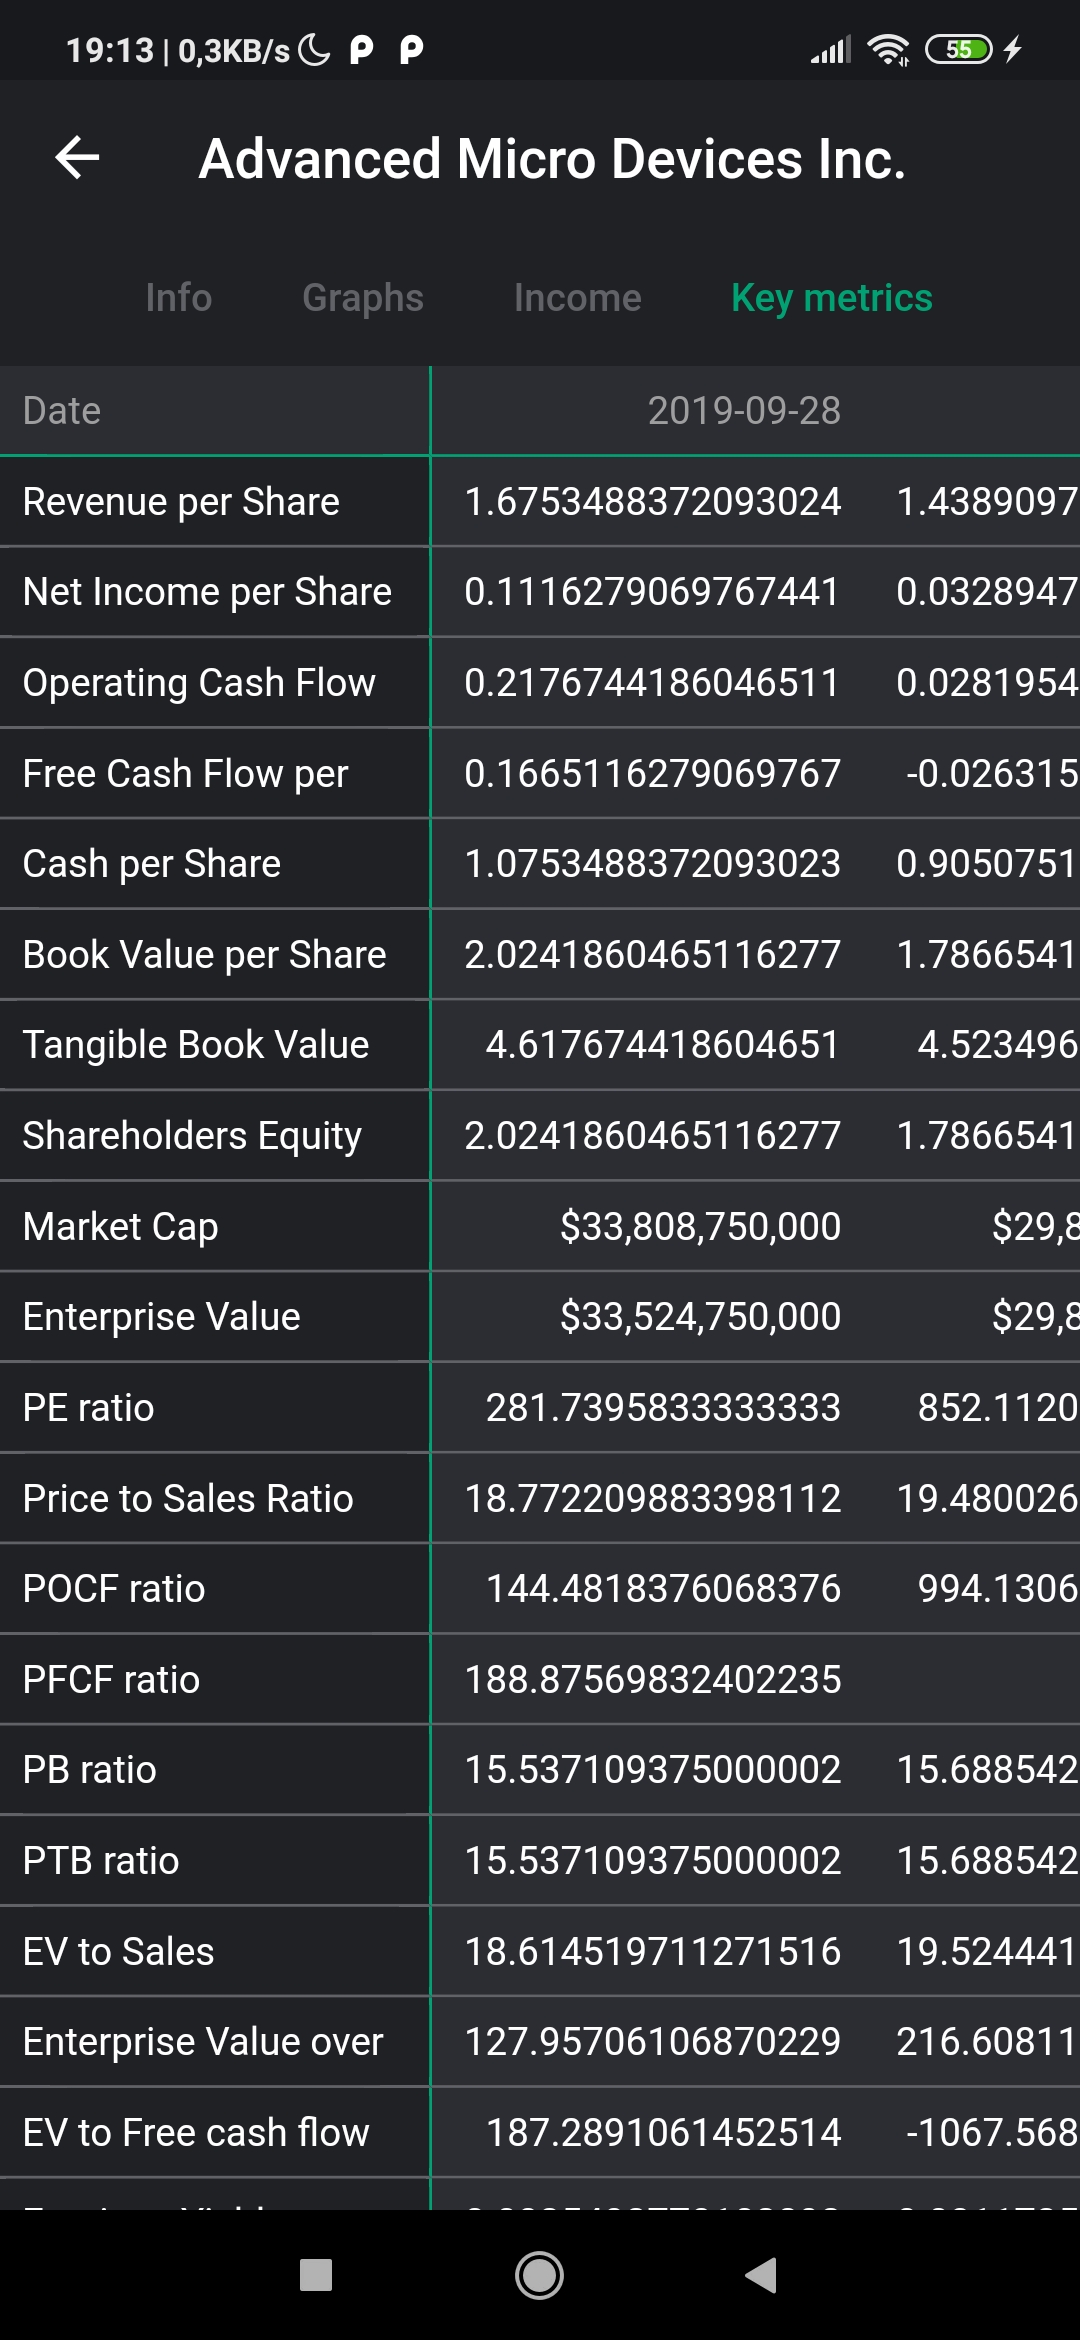 19:13 | 0,3KB/s
55
Advanced Micro Devices Inc.
Info Graphs Income Key metrics
Date 2019-09-28
Revenue per Share 1.6753488372093024 1.4389097
Net Income per Share 0.1116279069767441 0.0328947
Operating Cash Flow 0.2176744186046511 0.0281954
Free Cash Flow per 0.1665116279069767 -0.026315
Cash per Share 1.0753488372093023 0.9050751
Book Value per Share 2.0241860465116277 1.7866541
Tangible Book Value 4.617674418604651 4.523496
Shareholders Equity 2.0241860465116277 1.7866541
Market Cap $33,808,750,000 $29,8
Enterprise Value $33,524,750,000 $29,8
PE ratio 281.7395833333333 852.1120
Price to Sales Ratio 18.772209883398112 19.480026
POCF ratio 144.4818376068376 994.1306
PFCF ratio 188.87569832402235
PB ratio 15.537109375000002 15.688542
PTB ratio 15.537109375000002 15.688542
EV to Sales 18.614519711271516 19.524441
Enterprise Value over 127.95706106870229 216.60811
EV to Free cash flow 187.2891061452514 -1067.568